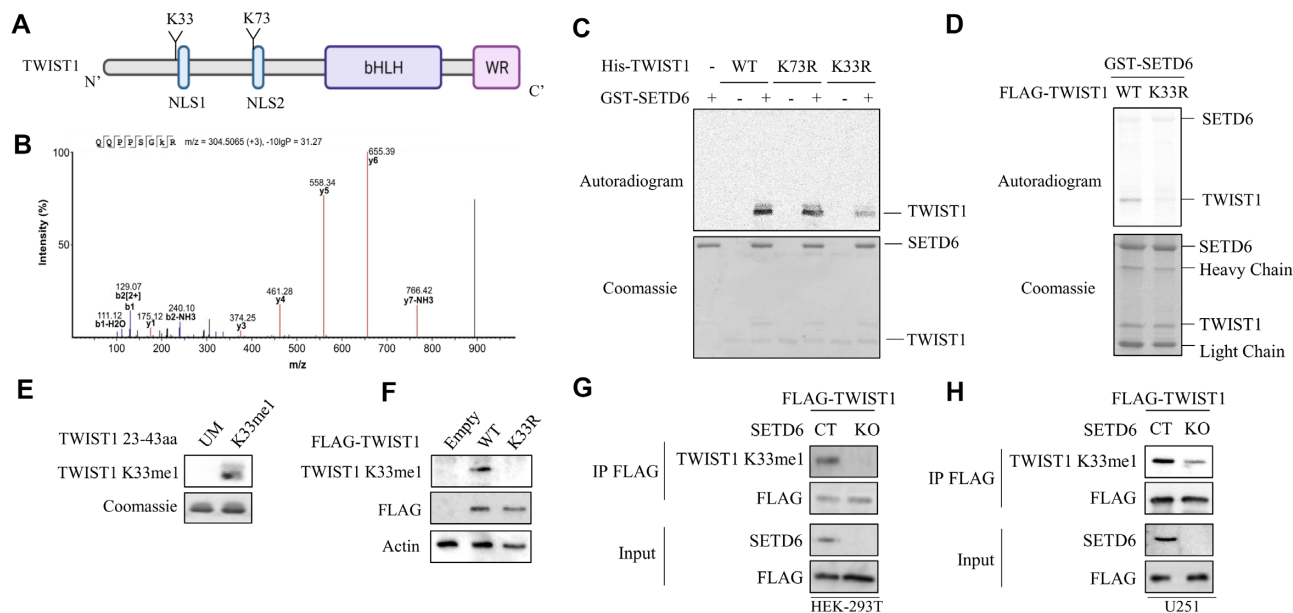 A
K33
K73
TWIST1
N’
bHLH
WR
C’
NLS1
NLS2
B
Q Q P P S G k R m/z = 304.5065 (+3), -10lgP = 31.27
100
50
Intensity (%)
655.39
y6
558.34
y5
461.28
y4
766.42
y7-NH3
129.07
b2[2+]
b1
111.12
b1-H2O
175.12
y1
240.10
b2-NH3
374.25
y3
100 200 300 400 500 600 700 800 900
m/z
C
His-TWIST1 - WT K73R K33R
GST-SETD6 + - + - + - +
Autoradiogram
TWIST1
SETD6
Coomassie
TWIST1
D
GST-SETD6
FLAG-TWIST1 WT K33R
SETD6
Autoradiogram
TWIST1
SETD6
Heavy Chain
Coomassie
TWIST1
Light Chain
E
TWIST1 23-43aa UM K33me1
TWIST1 K33me1
Coomassie
F
FLAG-TWIST1 Empty WT K33R
TWIST1 K33me1
FLAG
Actin
G
FLAG-TWIST1
SETD6 CT KO
IP FLAG
TWIST1 K33me1
FLAG
Input
SETD6
FLAG
HEK-293T
H
FLAG-TWIST1
SETD6 CT KO
IP FLAG
TWIST1 K33me1
FLAG
Input
SETD6
FLAG
U251